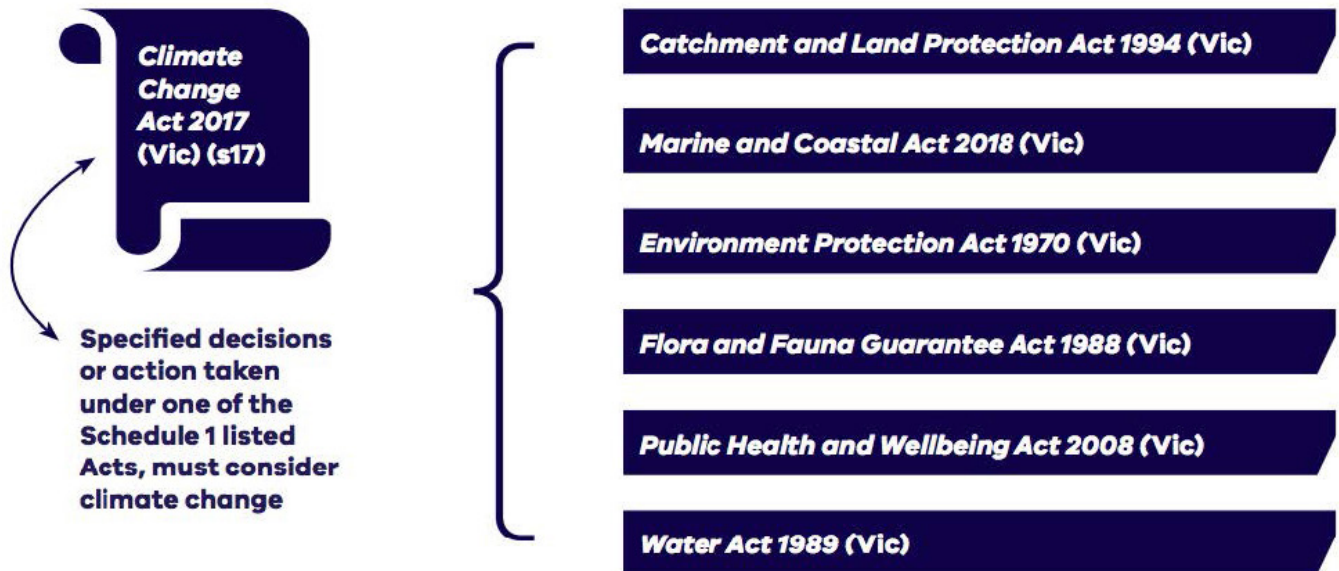 Climate
Change
Act 2017
(Vic) (s17)
Specified decisions
or action taken
under one of the
Schedule 1 listed
Acts, must consider
climate change
Catchment and Land Protection Act 1994 (Vic)
Marine and Coastal Act 2018 (Vic)
Environment Protection Act 1970 (Vic)
Flora and Fauna Guarantee Act 1988 (Vic)
Public Health and Wellbeing Act 2008 (Vic)
Water Act 1989 (Vic)